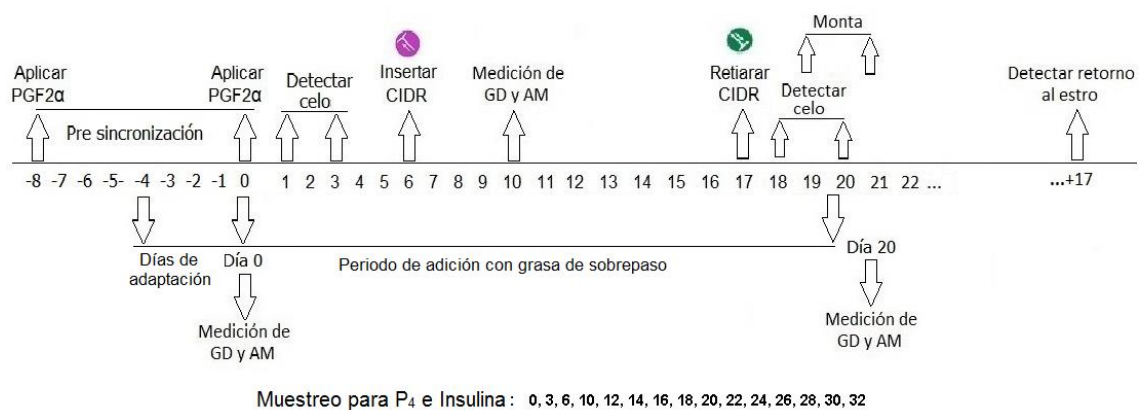 Monta
Aplicar
PGF2α
Aplicar
PGF2α
Detectar
celo
Insertar
CIDR
Medición de
GD y AM
Retiarar
CIDR
Detectar
celo
Detectar retorno
al estro
Pre sincronización
-8 -7 -6 -5- -4 -3 -2 -1 0 1 2 3 4 5 6 7 8 9 10 11 12 13 14 15 16 17 18 19 20 21 22 ... ...+17
Días de
adaptación
Día 0
Periodo de adición con grasa de sobrepaso
Día 20
Medición de
GD y AM
Medición de
GD y AM
Muestreo para P4 e Insulina : 0, 3, 6, 10, 12, 14, 16, 18, 20, 22, 24, 26, 28, 30, 32